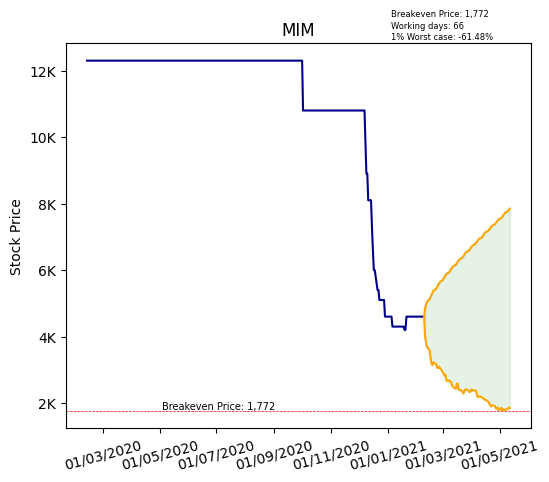 Breakeven Price: 1,772
Working days: 66
1% Worst case: -61.48%
MIM
Stock Price
12K
10K
8K
6K
4K
2K
Breakeven Price: 1,772
01/03/2020
01/05/2020
01/07/2020
01/09/2020
01/11/2020
01/01/2021
01/03/2021
01/05/2021